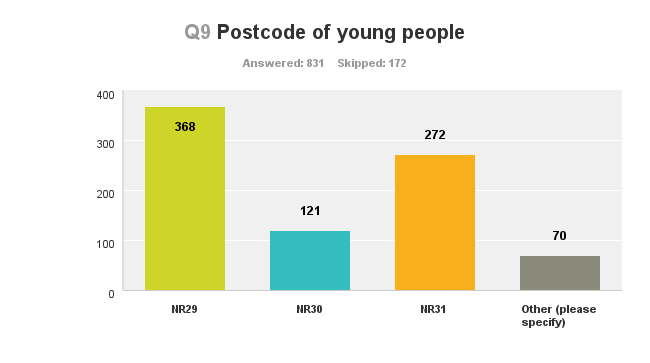 Q9 Postcode of young people
Answered: 831 Skipped: 172
400
300
200
100
0
368
121
272
70
NR29
NR30
NR31
Other (please
specify)